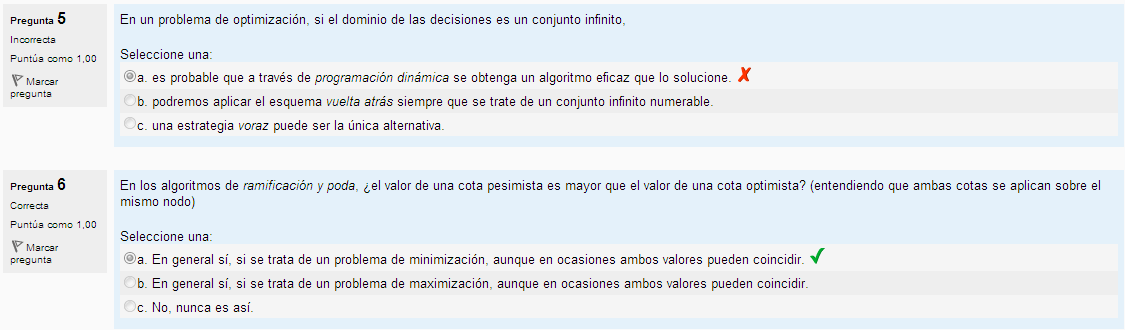 Pregunta 5
Incorrecta
Puntúa como 1,00
Marcar
pregunta
En un problema de optimización, si el dominio de las decisiones es un conjunto infinito,
Seleccione una:
a. es probable que a través de programación dinámica se obtenga un algoritmo eficaz que lo solucione.
b. podremos aplicar el esquema vuelta atrás siempre que se trate de un conjunto infinito numerable.
c. una estrategia voraz puede ser la única alternativa.
Pregunta 6
Correcta
Puntúa como 1,00
Marcar
pregunta
En los algoritmos de ramificación y poda, ¿el valor de una cota pesimista es mayor que el valor de una cota optimista? (entendiendo que ambas cotas se aplican sobre el
mismo nodo)
Seleccione una:
a. En general sí, si se trata de un problema de minimización, aunque en ocasiones ambos valores pueden coincidir.
b. En general sí, si se trata de un problema de maximización, aunque en ocasiones ambos valores pueden coincidir.
c. No, nunca es así.